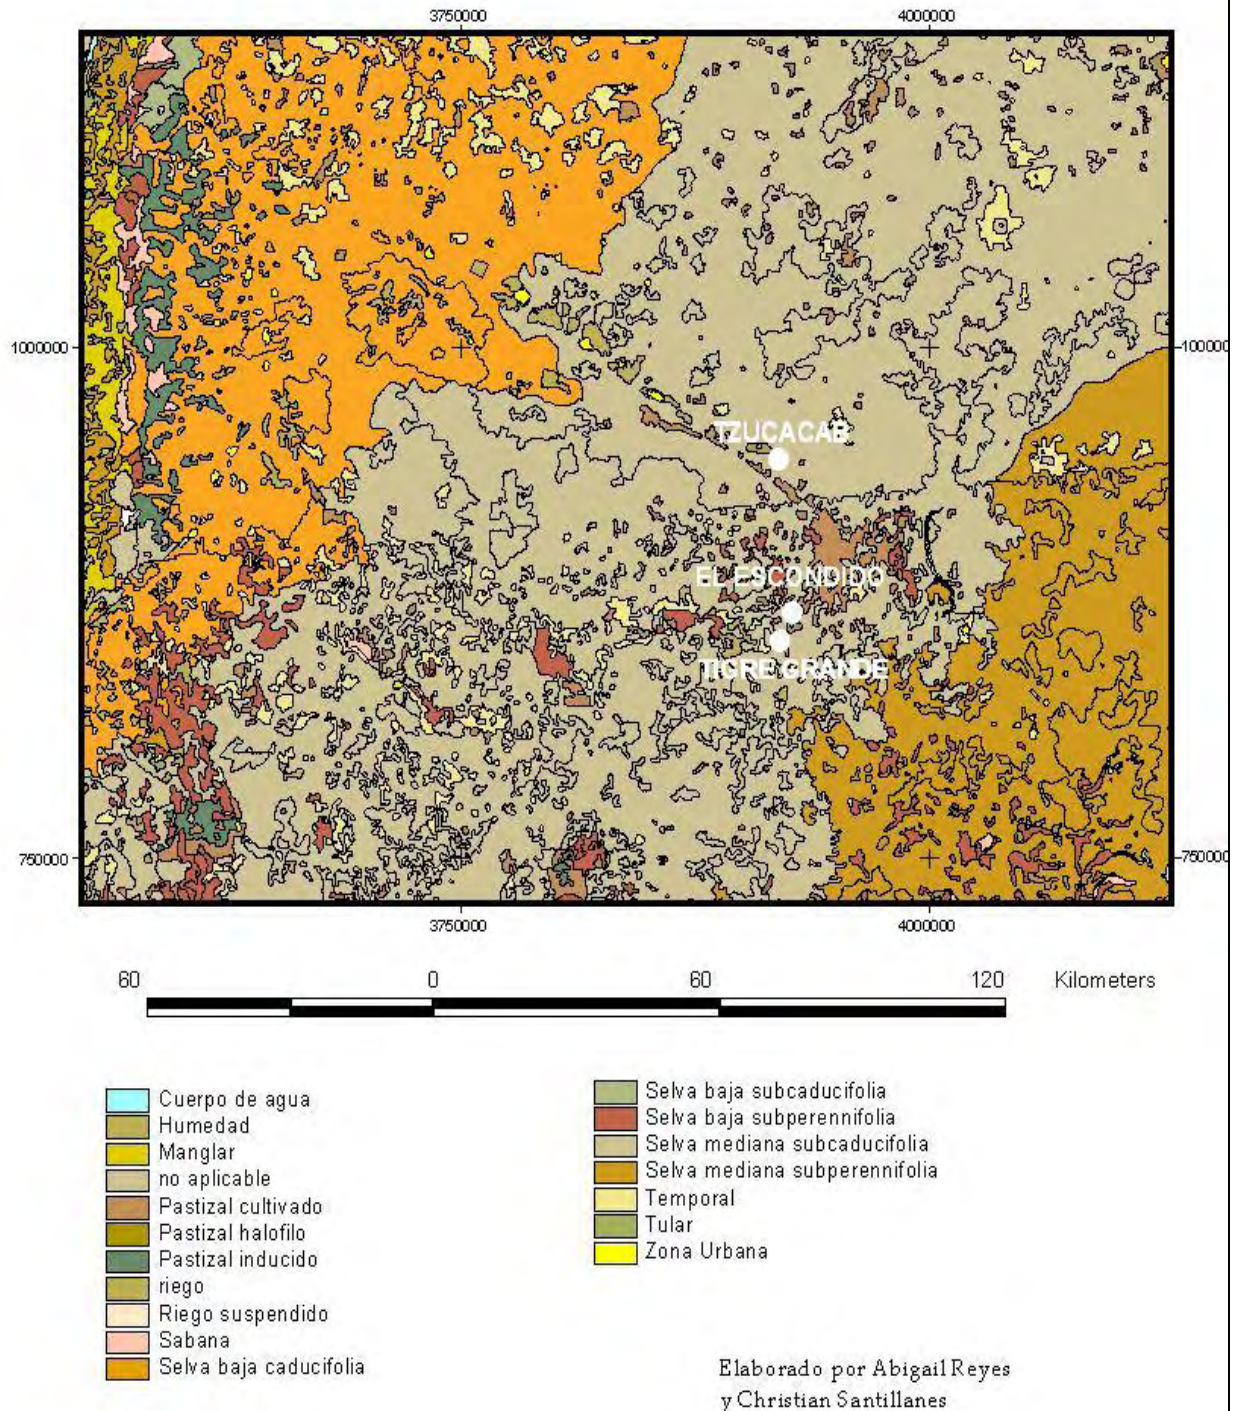 3750000 4000000
TZUCACAB
EL ESCONDIDO
TIGRE GRANDE
1000000 100000
750000 750000
3750000 4000000
60 0 60 120 Kilometers
Cuerpo de agua
Humedad
Manglar
no aplicable
Pastizal cultivado
Pastizal halofilo
Pastizal inducido
riego
Riego suspendido
Sabana
Selva baja caducifolia
Selva baja subcaducifolia
Selva baja subperennifolia
Selva mediana subcaducifolia
Selva mediana subperennifolia
Temporal
Tular
Zona Urbana
Elaborado por Abigail Reyes
y Christian Santillanes